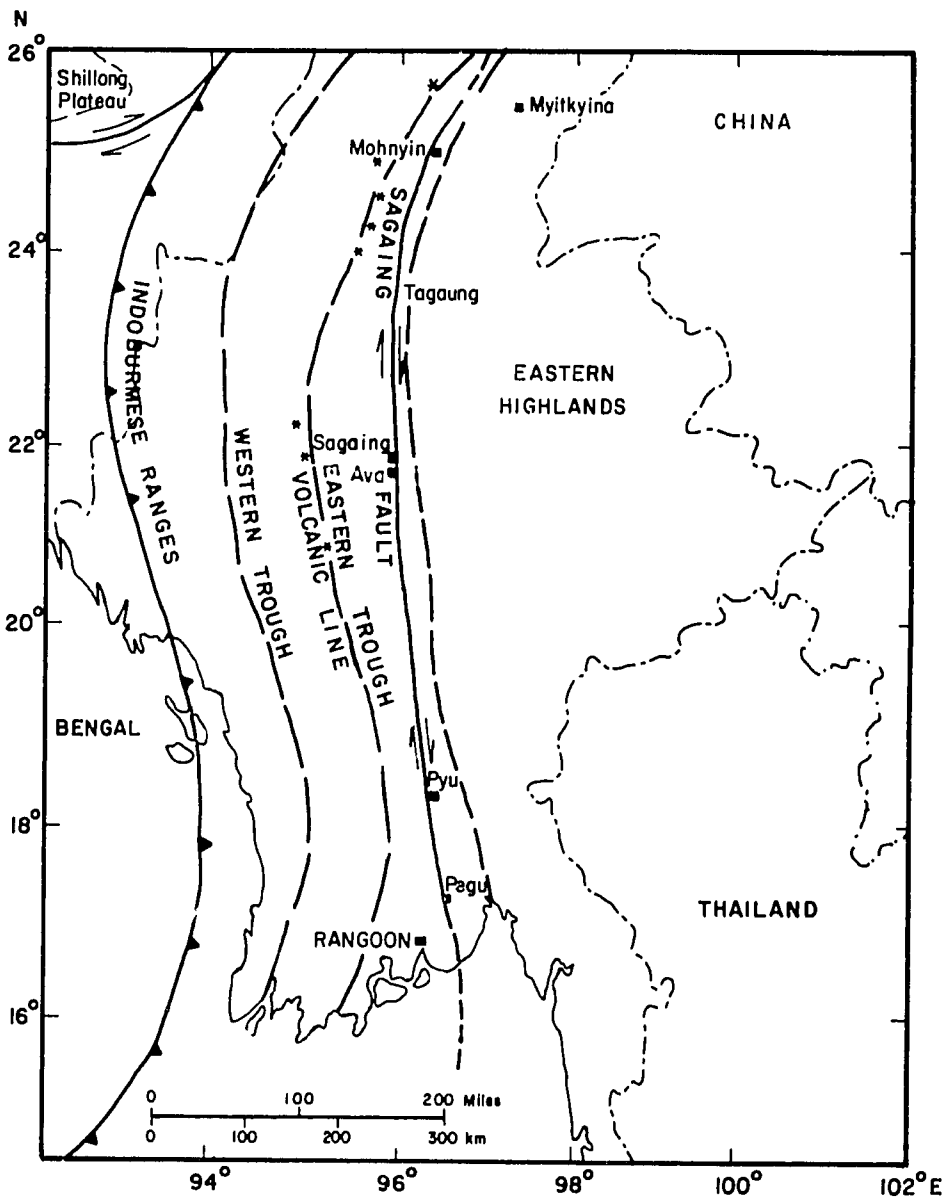 N
26°
Shillong
Plateau
Myitkyina
CHINA
Mohnyin
SAGAING
24°
Tagaung
INDOBURMESE RANGES
EASTERN
HIGHLANDS
22°
Sagaing
Ava
FAULT
WESTERN TROUGH
EASTERN TROUGH
VOLCANIC LINE
20°
BENGAL
Pyu
18°
Pagu
THAILAND
RANGOON
16°
0 100 200 Miles
0 100 200 300 km
94° 96° 98° 100° 102° E